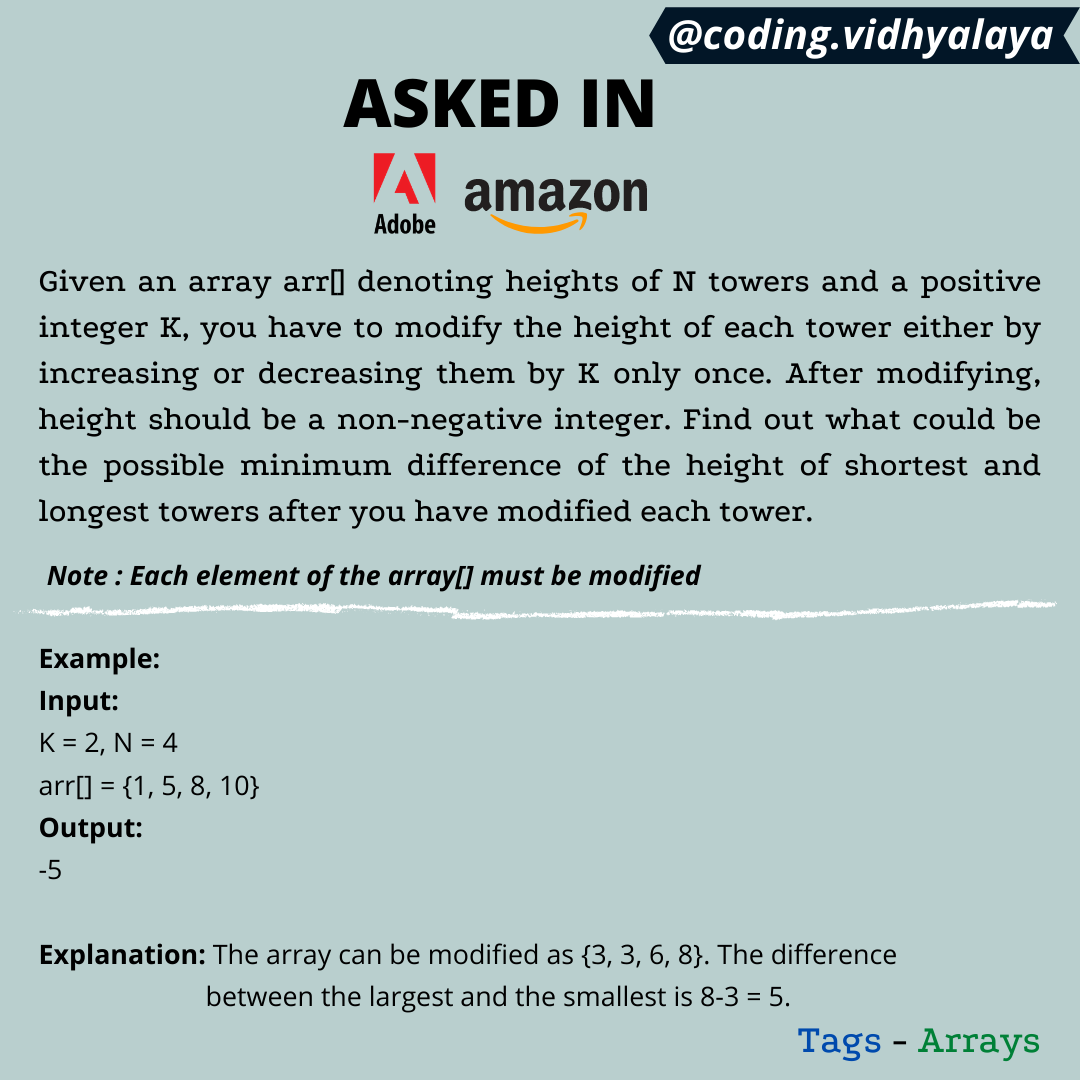 @coding.vidhyalaya
ASKED IN
Adobe
amazon
Given an array arr[] denoting heights of N towers and a positive
integer K, you have to modify the height of each tower either by
increasing or decreasing them by K only once. After modifying,
height should be a non-negative integer. Find out what could be
the possible minimum difference of the height of shortest and
longest towers after you have modified each tower.
Note : Each element of the array[] must be modified
Example:
Input:
K = 2, N = 4
arr[] = {1, 5, 8, 10}
Output:
-5
Explanation: The array can be modified as {3, 3, 6, 8}. The difference
between the largest and the smallest is 8-3 = 5.
Tags - Arrays